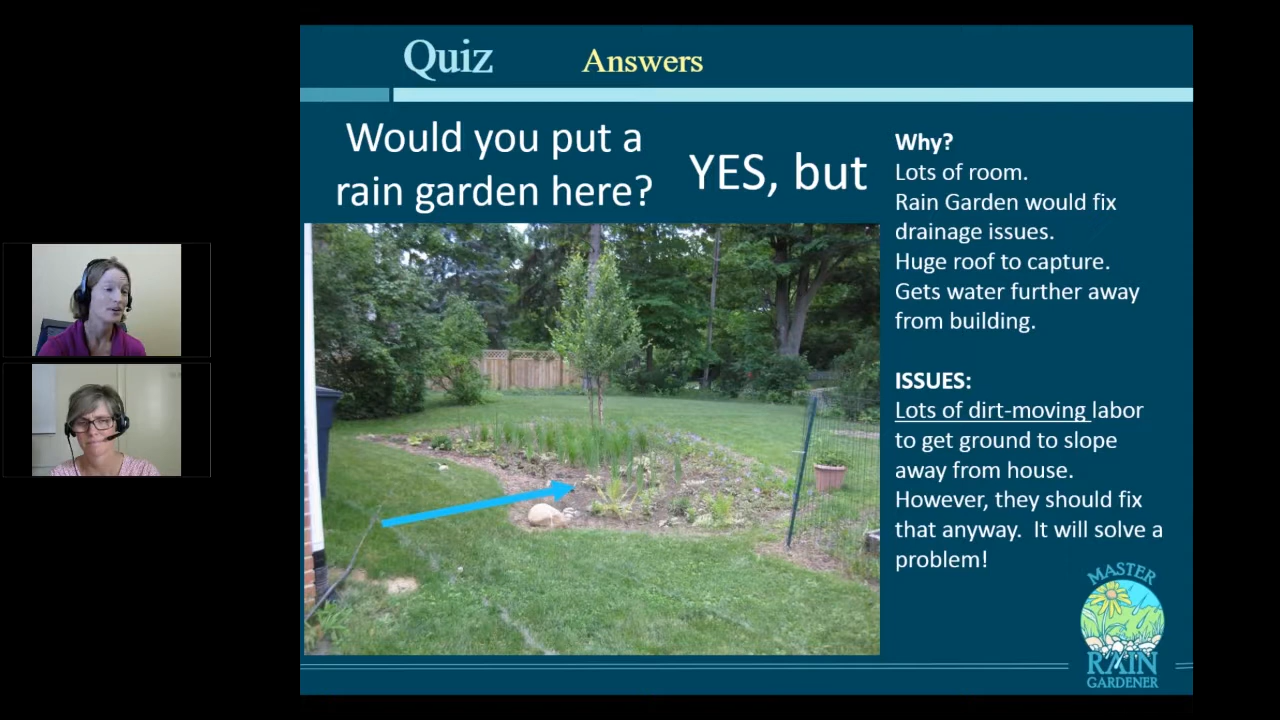 Quiz
Answers
Would you put a
rain garden here?
YES, but
Why?
Lots of room.
Rain Garden would fix
drainage issues.
Huge roof to capture.
Gets water further away
from building.
ISSUES:
Lots of dirt-moving labor
to get ground to slope
away from house.
However, they should fix
that anyway.  It will solve a
problem!
MASTER
RAIN
GARDENER